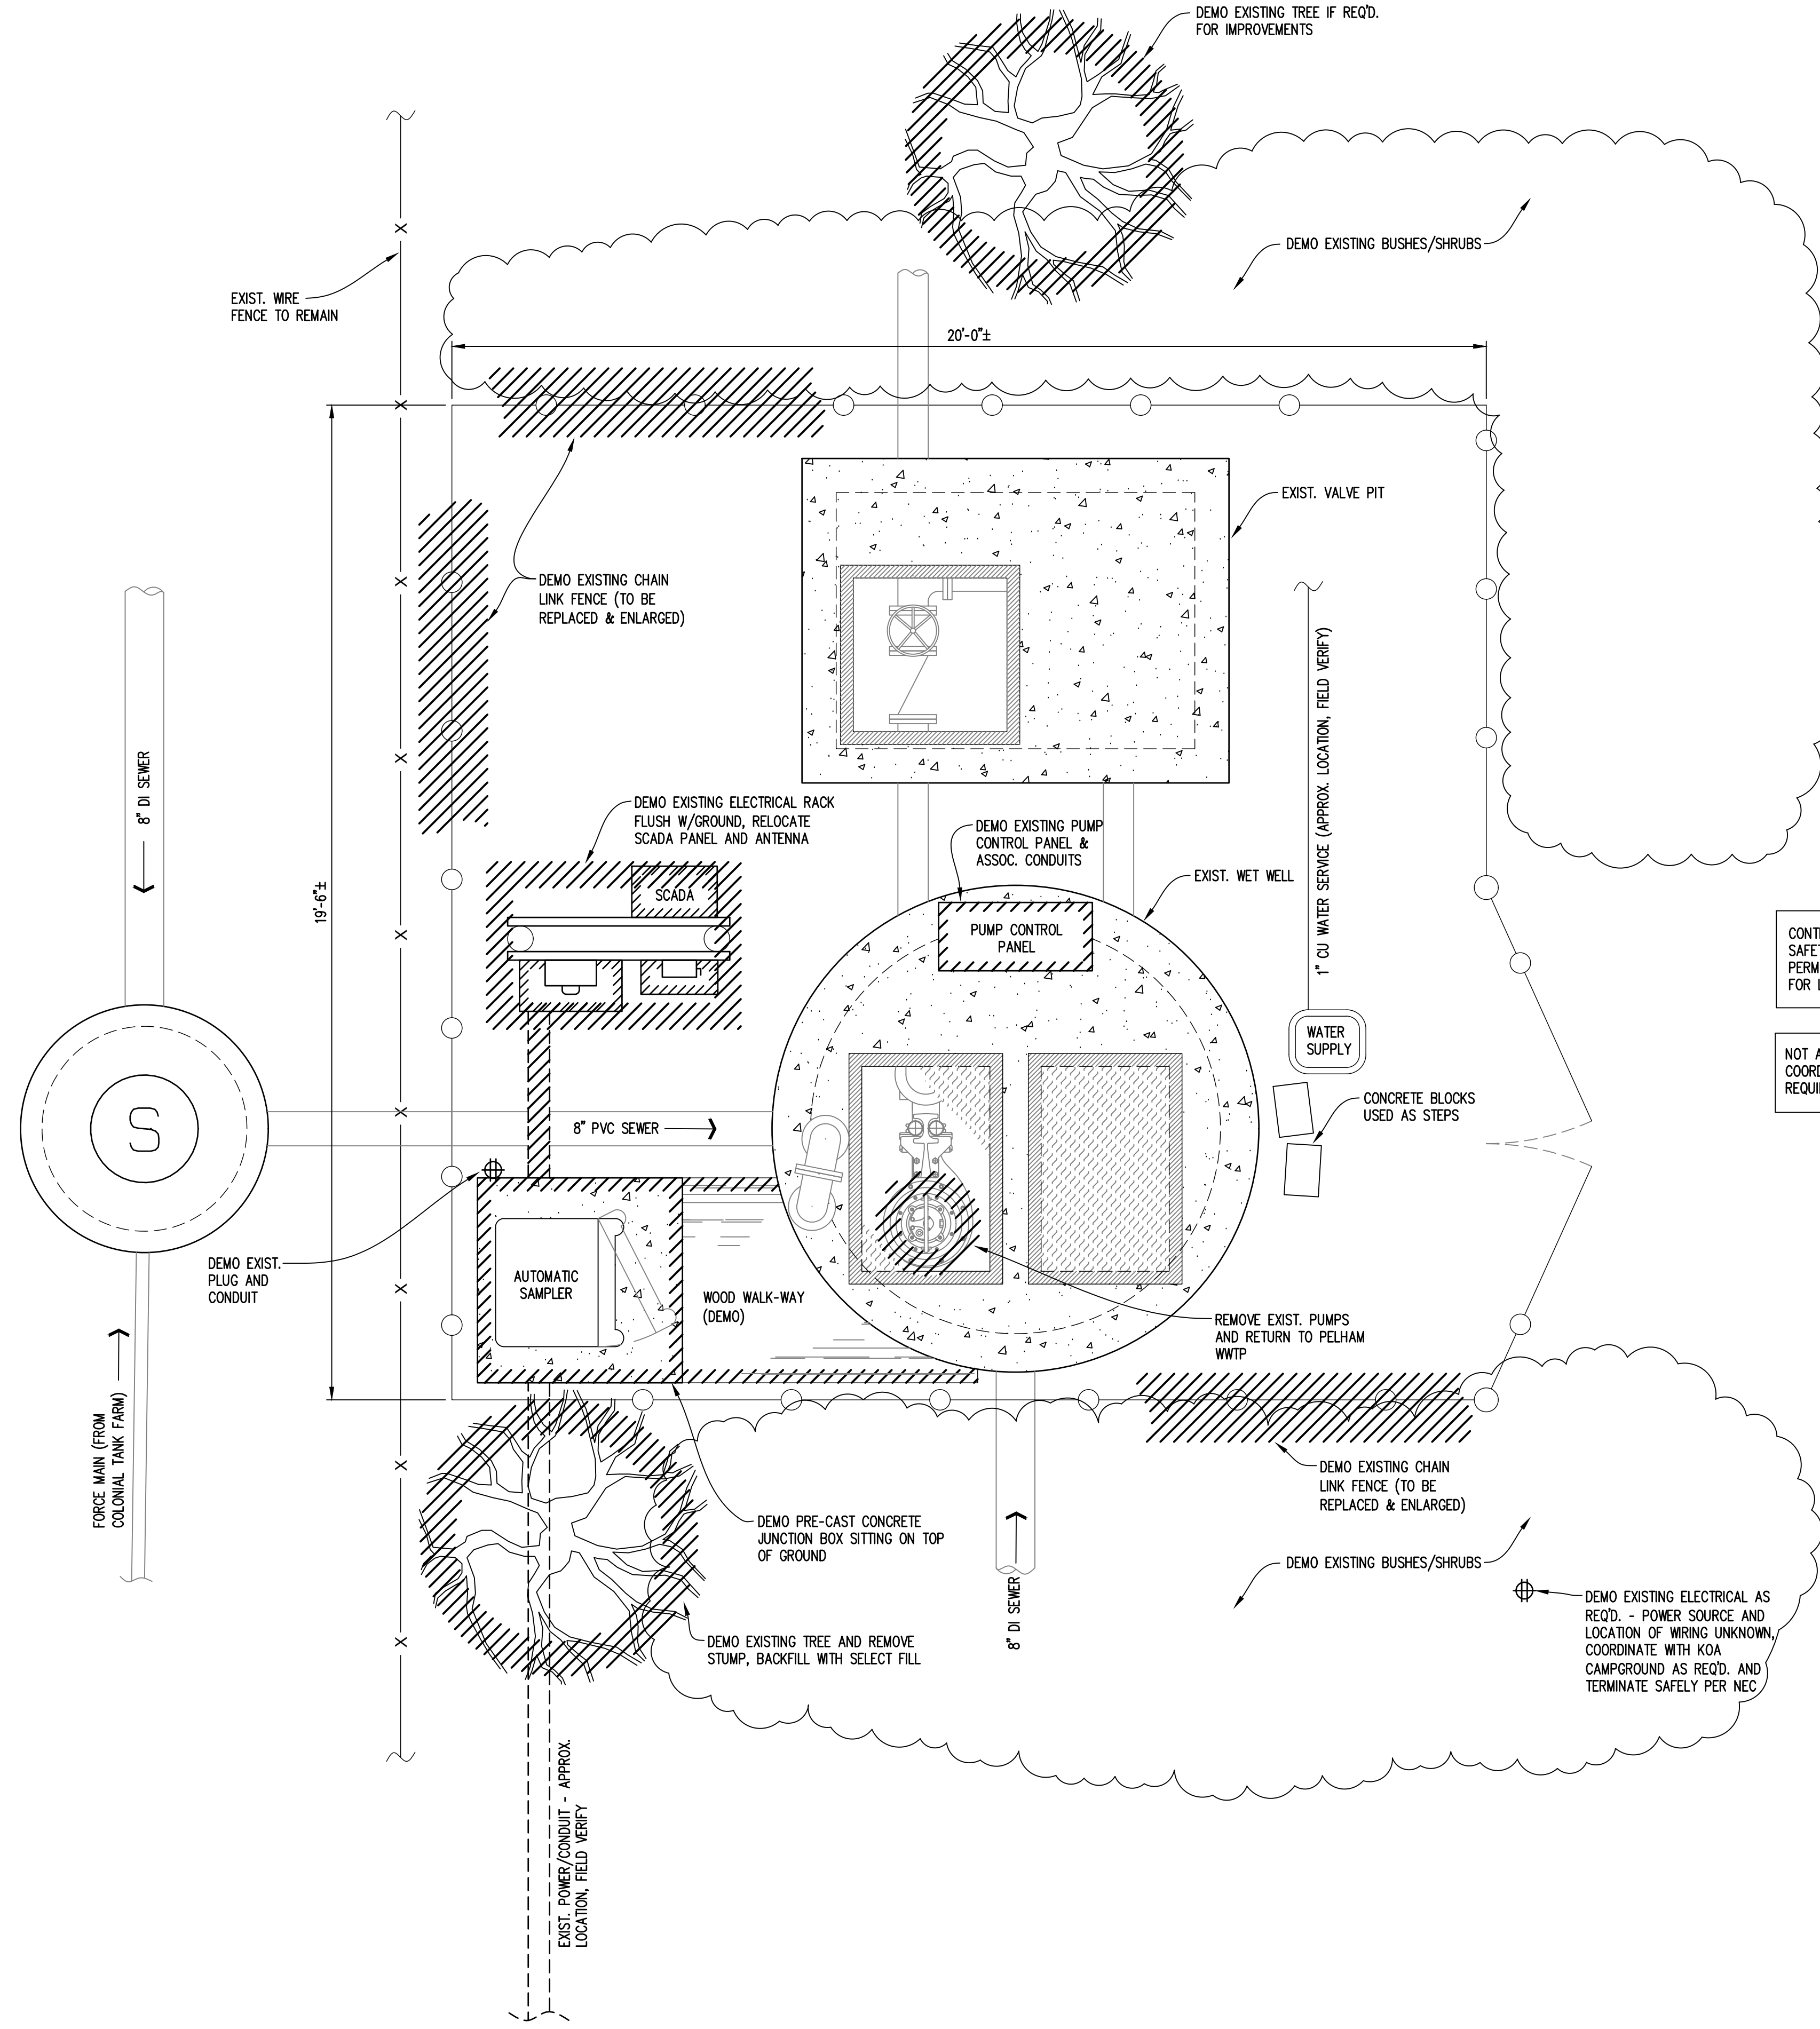 DEMO EXISTING TREE IF REQ'D.
FOR IMPROVEMENTS
DEMO EXISTING BUSHES/SHRUBS
EXIST. WIRE
FENCE TO REMAIN
20'-0"±
X
X
X
X
X
X
X
X
X
EXIST. VALVE PIT
DEMO EXISTING CHAIN
LINK FENCE (TO BE
REPLACED & ENLARGED)
1" CU WATER SERVICE (APPROX. LOCATION, FIELD VERIFY)
8" DI SEWER
DEMO EXISTING ELECTRICAL RACK
FLUSH W/GROUND, RELOCATE
SCADA PANEL AND ANTENNA
DEMO EXISTING PUMP
CONTROL PANEL &
ASSOC. CONDUITS
EXIST. WET WELL
19'-6"±
SCADA
PUMP CONTROL
PANEL
WATER
SUPPLY
CONCRETE BLOCKS
USED AS STEPS
S
8" PVC SEWER
DEMO EXIST.
PLUG AND
CONDUIT
AUTOMATIC
SAMPLER
WOOD WALK-WAY
(DEMO)
REMOVE EXIST. PUMPS
AND RETURN TO PELHAM
WWTP
FORCE MAIN (FROM
COLONIAL TANK FARM)
DEMO EXISTING CHAIN
LINK FENCE (TO BE
REPLACED & ENLARGED)
DEMO PRE-CAST CONCRETE
JUNCTION BOX SITTING ON TOP
OF GROUND
DEMO EXISTING BUSHES/SHRUBS
8" DI SEWER
DEMO EXISTING TREE AND REMOVE
STUMP, BACKFILL WITH SELECT FILL
DEMO EXISTING ELECTRICAL AS
REQ'D. - POWER SOURCE AND
LOCATION OF WIRING UNKNOWN,
COORDINATE WITH KOA
CAMPGROUND AS REQ'D. AND
TERMINATE SAFELY PER NEC
EXIST. POWER/CONDUIT - APPROX.
LOCATION, FIELD VERIFY
FOR
NOT